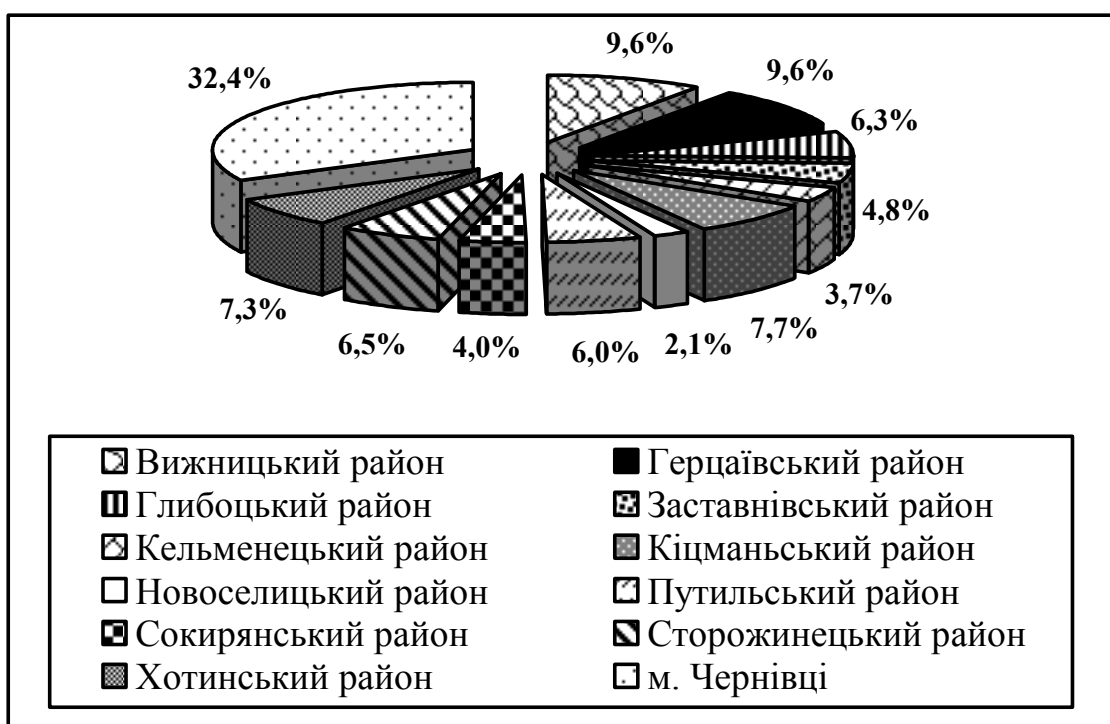 9,6%
32,4%
9,6%
6,3%
4,8%
3,7%
7,3%
7,7%
6,5%
4,0%
6,0%
2,1%
Вижницький район
Герцаївський район
Глибоцький район
Заставнівський район
Кельменецький район
Кіцманьський район
Новоселицький район
Путильський район
Сокирянський район
Сторожинецький район
Хотинський район
м. Чернівці